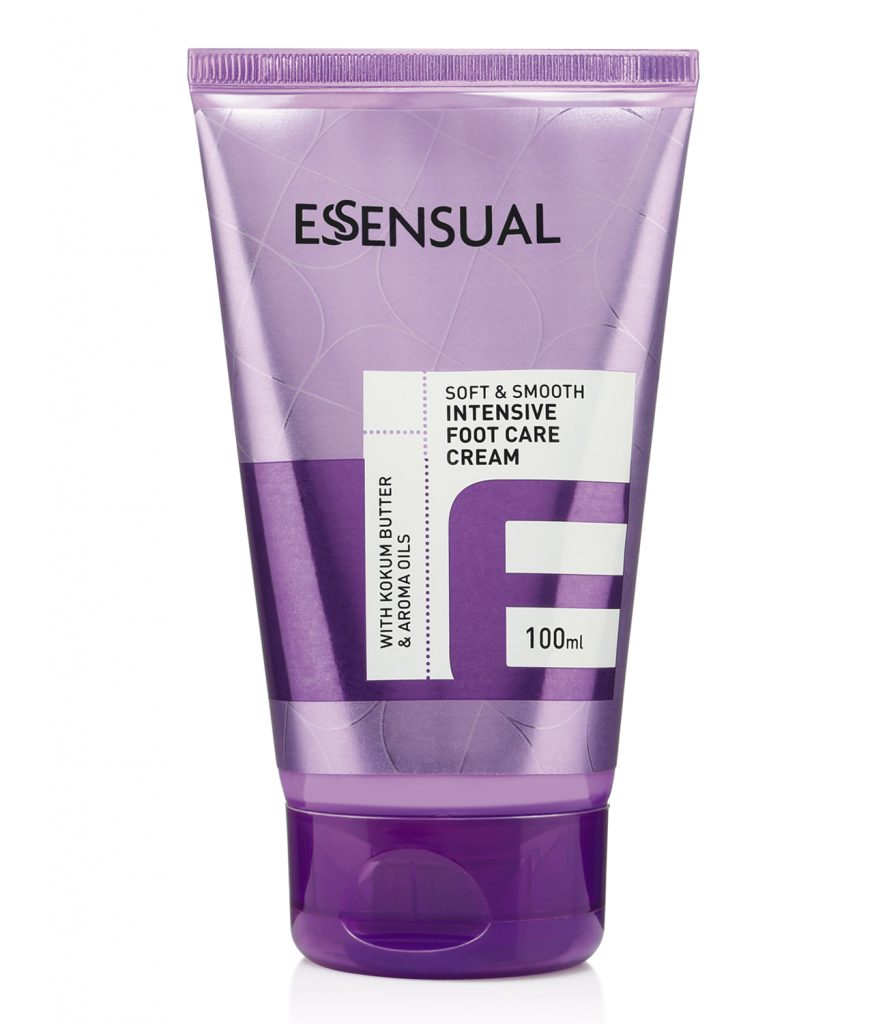 ESSENSUAL
SOFT & SMOOTH
INTENSIVE
FOOT CARE
CREAM
WITH KOKUM BUTTER
& AROMA OILS
100ml